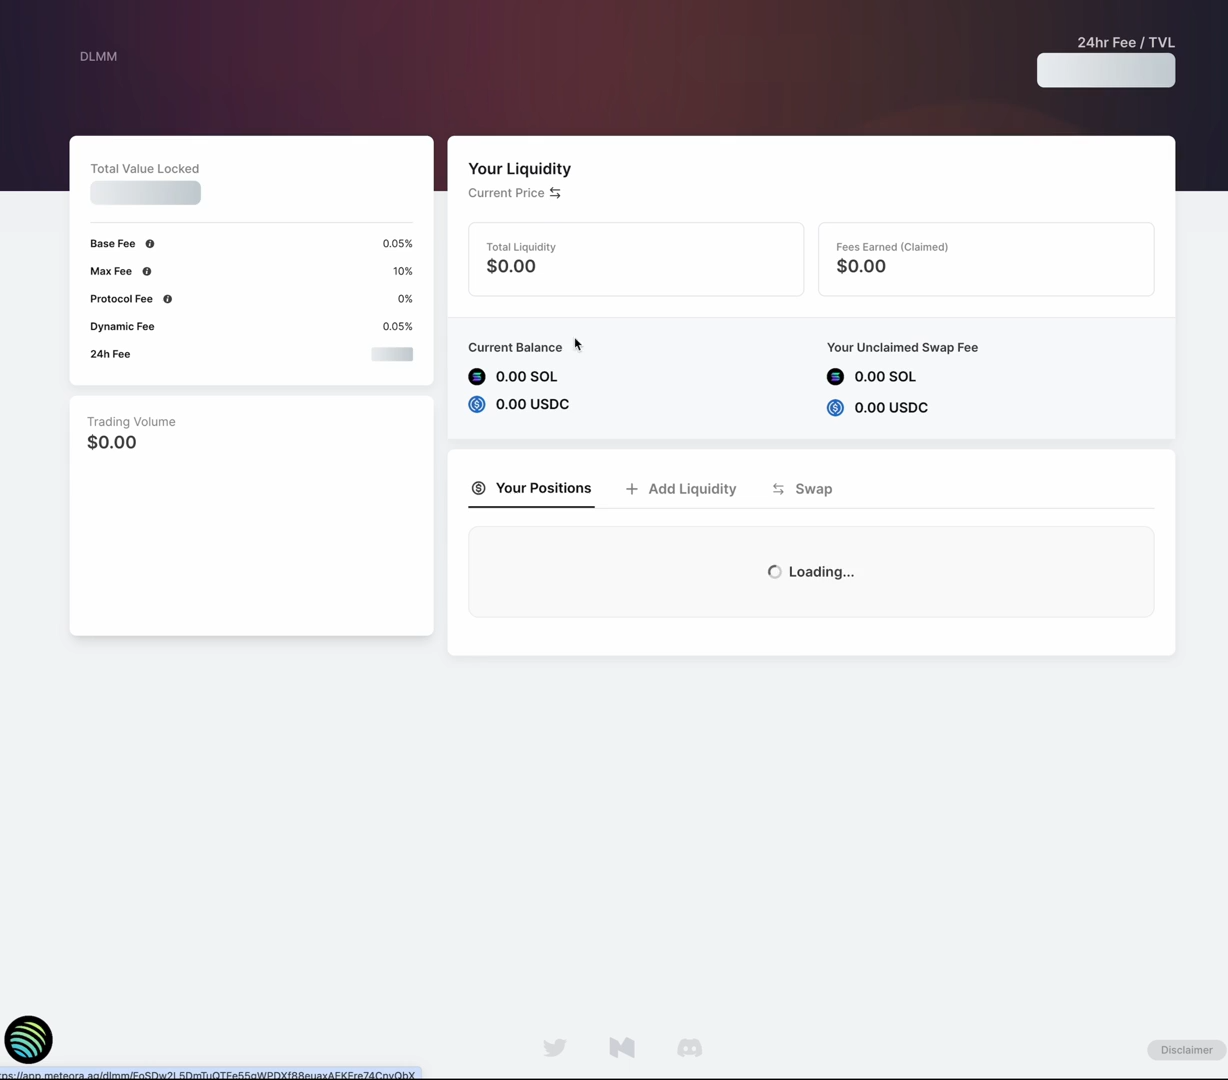 DLMM
24hr Fee / TVL
Total Value Locked
Base Fee 0.05%
Max Fee 10%
Protocol Fee 0%
Dynamic Fee 0.05%
24h Fee
Trading Volume
$0.00
Your Liquidity
Current Price
Total Liquidity
$0.00
Fees Earned (Claimed)
$0.00
Current Balance
0.00 SOL
0.00 USDC
Your Unclaimed Swap Fee
0.00 SOL
0.00 USDC
Your Positions
Add Liquidity
Swap
Loading...
Disclaimer